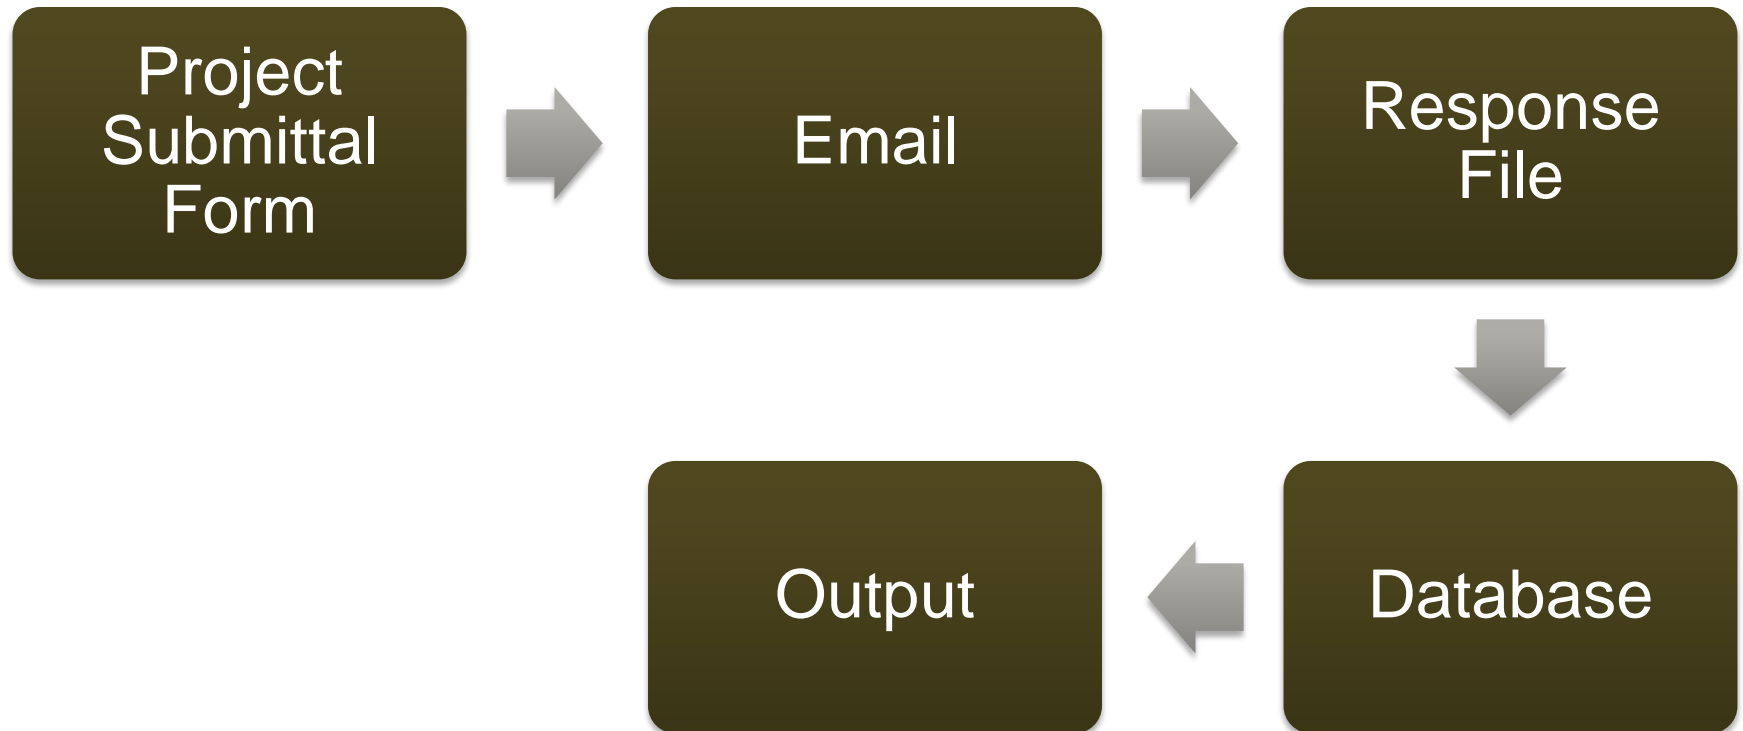 Project
Submittal
Form
Email
Response
File
Database
Output